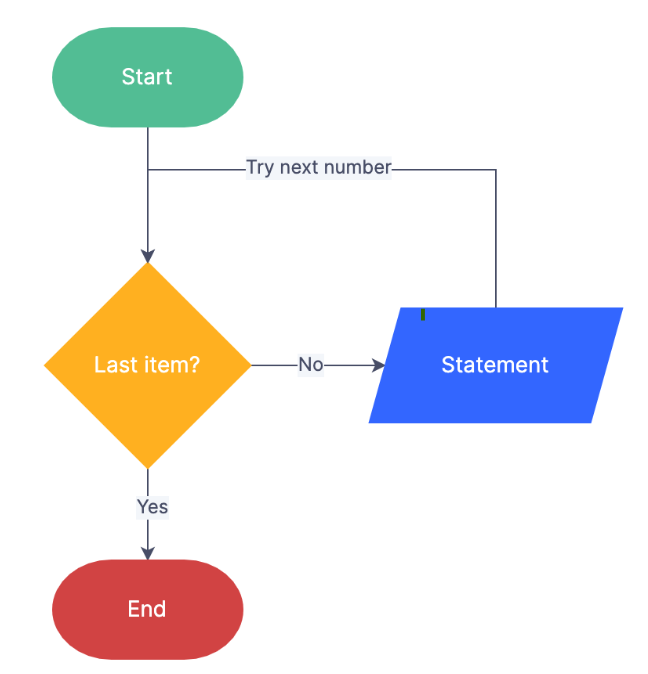 Start
Try next number
Last item?
No
Statement
Yes
End